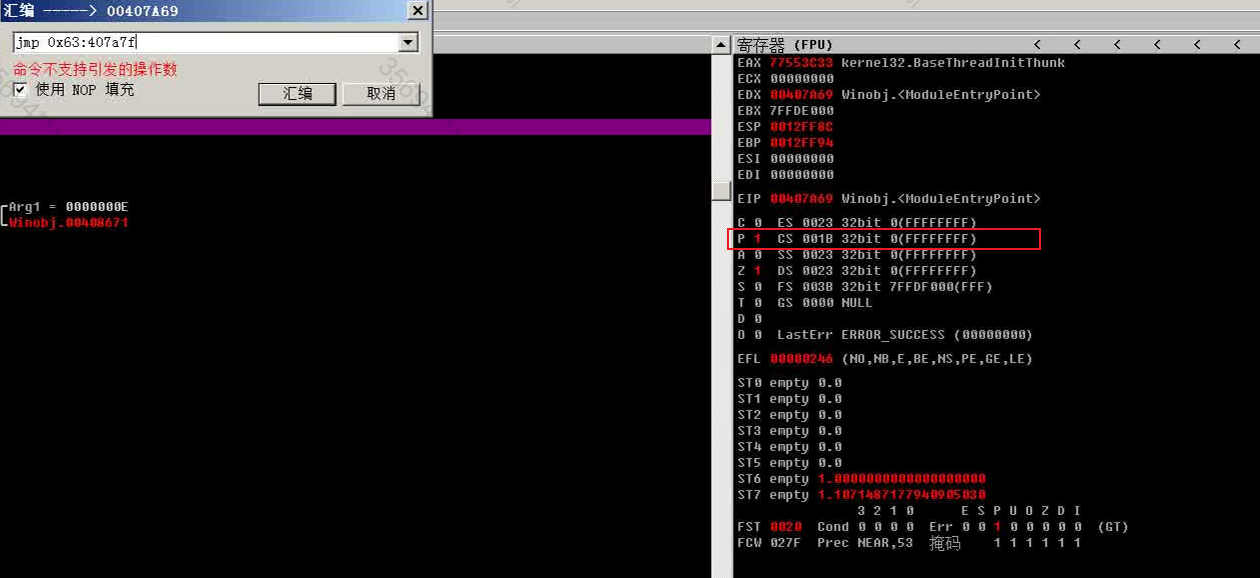 汇编 -----> 00407A69
jmp 0x63:407a7f
命令不支持引发的操作数
使用 NOP 填充
汇编
取消
Arg1 = 0000000E
Winobj.00408671
寄存器 (FPU) < < < < < <
EAX 77553C33 kernel32.BaseThreadInitThunk
ECX 00000000
EDX 00407A69 Winobj.<ModuleEntryPoint>
EBX 7FFDE000
ESP 0012FF8C
EBP 0012FF94
ESI 00000000
EDI 00000000
EIP 00407A69 Winobj.<ModuleEntryPoint>
C 0 ES 0023 32bit 0(FFFFFFFF)
P 1 CS 001B 32bit 0(FFFFFFFF)
A 0 SS 0023 32bit 0(FFFFFFFF)
Z 1 DS 0023 32bit 0(FFFFFFFF)
S 0 FS 003B 32bit 7FFDF000(FFF)
T 0 GS 0000 NULL
D 0
O 0 LastErr ERROR_SUCCESS (00000000)
EFL 00000246 (NO,NB,E,BE,NS,PE,GE,LE)
ST0 empty 0.0
ST1 empty 0.0
ST2 empty 0.0
ST3 empty 0.0
ST4 empty 0.0
ST5 empty 0.0
ST6 empty 1.0000000000000000000
ST7 empty 1.1071487177940905030
3 2 1 0 E S P U O Z D I
FST 0020 Cond 0 0 0 0 Err 0 0 1 0 0 0 0 0 (GT)
FCW 027F Prec NEAR,53 掩码 1 1 1 1 1 1